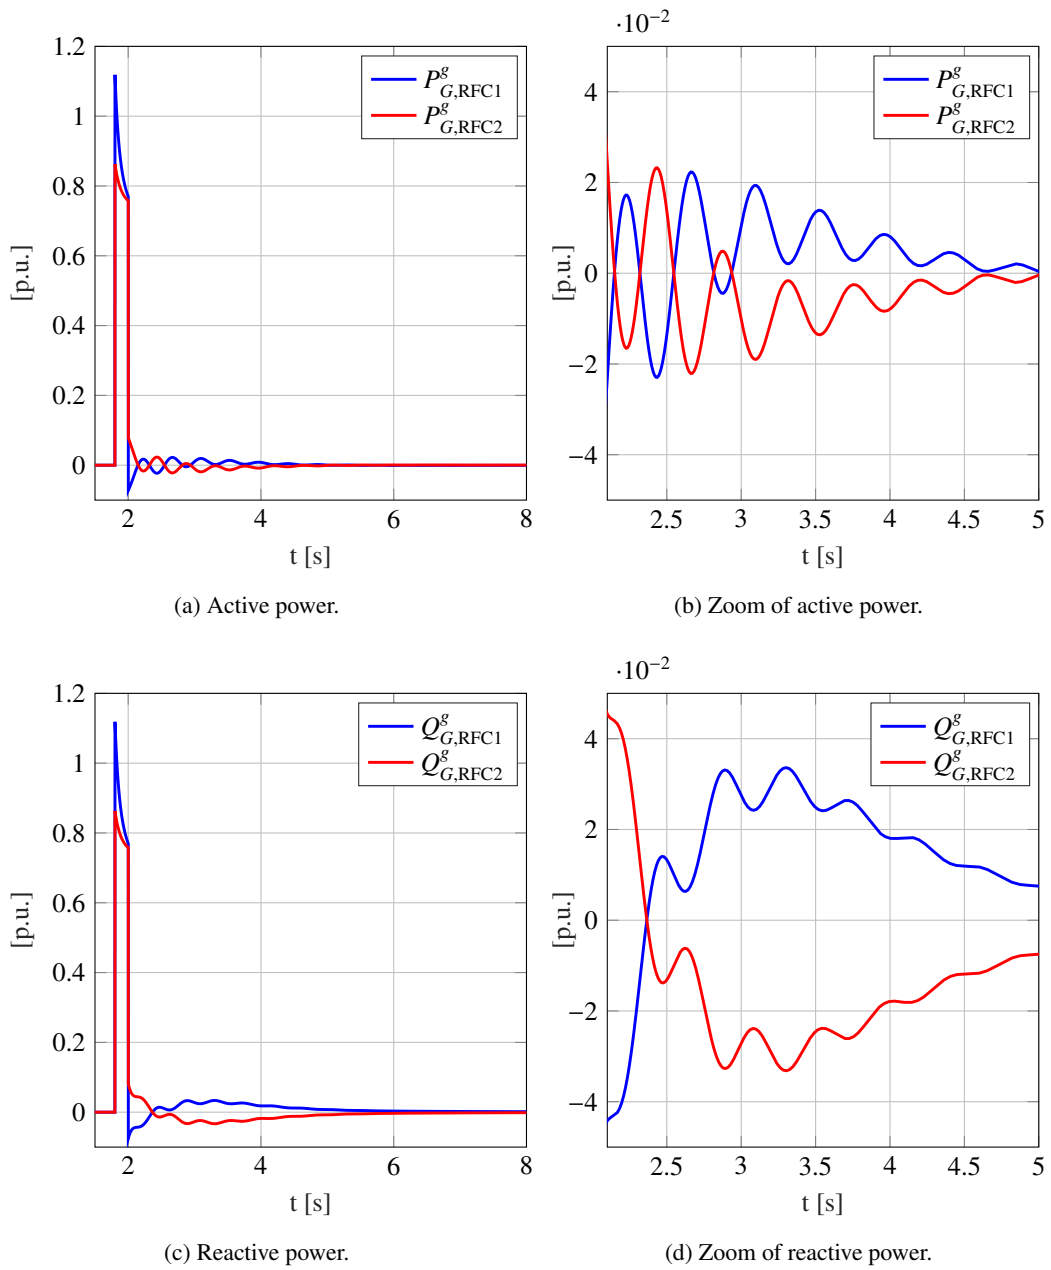 1.2
1
0.8
0.6
0.4
0.2
0
[p.u.]
2 4 6 8
t [s]
P^g_{G,RFC1}
P^g_{G,RFC2}
(a) Active power.
·10^{−2}
4
2
0
−2
−4
[p.u.]
2.5 3 3.5 4 4.5 5
t [s]
P^g_{G,RFC1}
P^g_{G,RFC2}
(b) Zoom of active power.
1.2
1
0.8
0.6
0.4
0.2
0
[p.u.]
2 4 6 8
t [s]
Q^g_{G,RFC1}
Q^g_{G,RFC2}
(c) Reactive power.
·10^{−2}
4
2
0
−2
−4
[p.u.]
2.5 3 3.5 4 4.5 5
t [s]
Q^g_{G,RFC1}
Q^g_{G,RFC2}
(d) Zoom of reactive power.